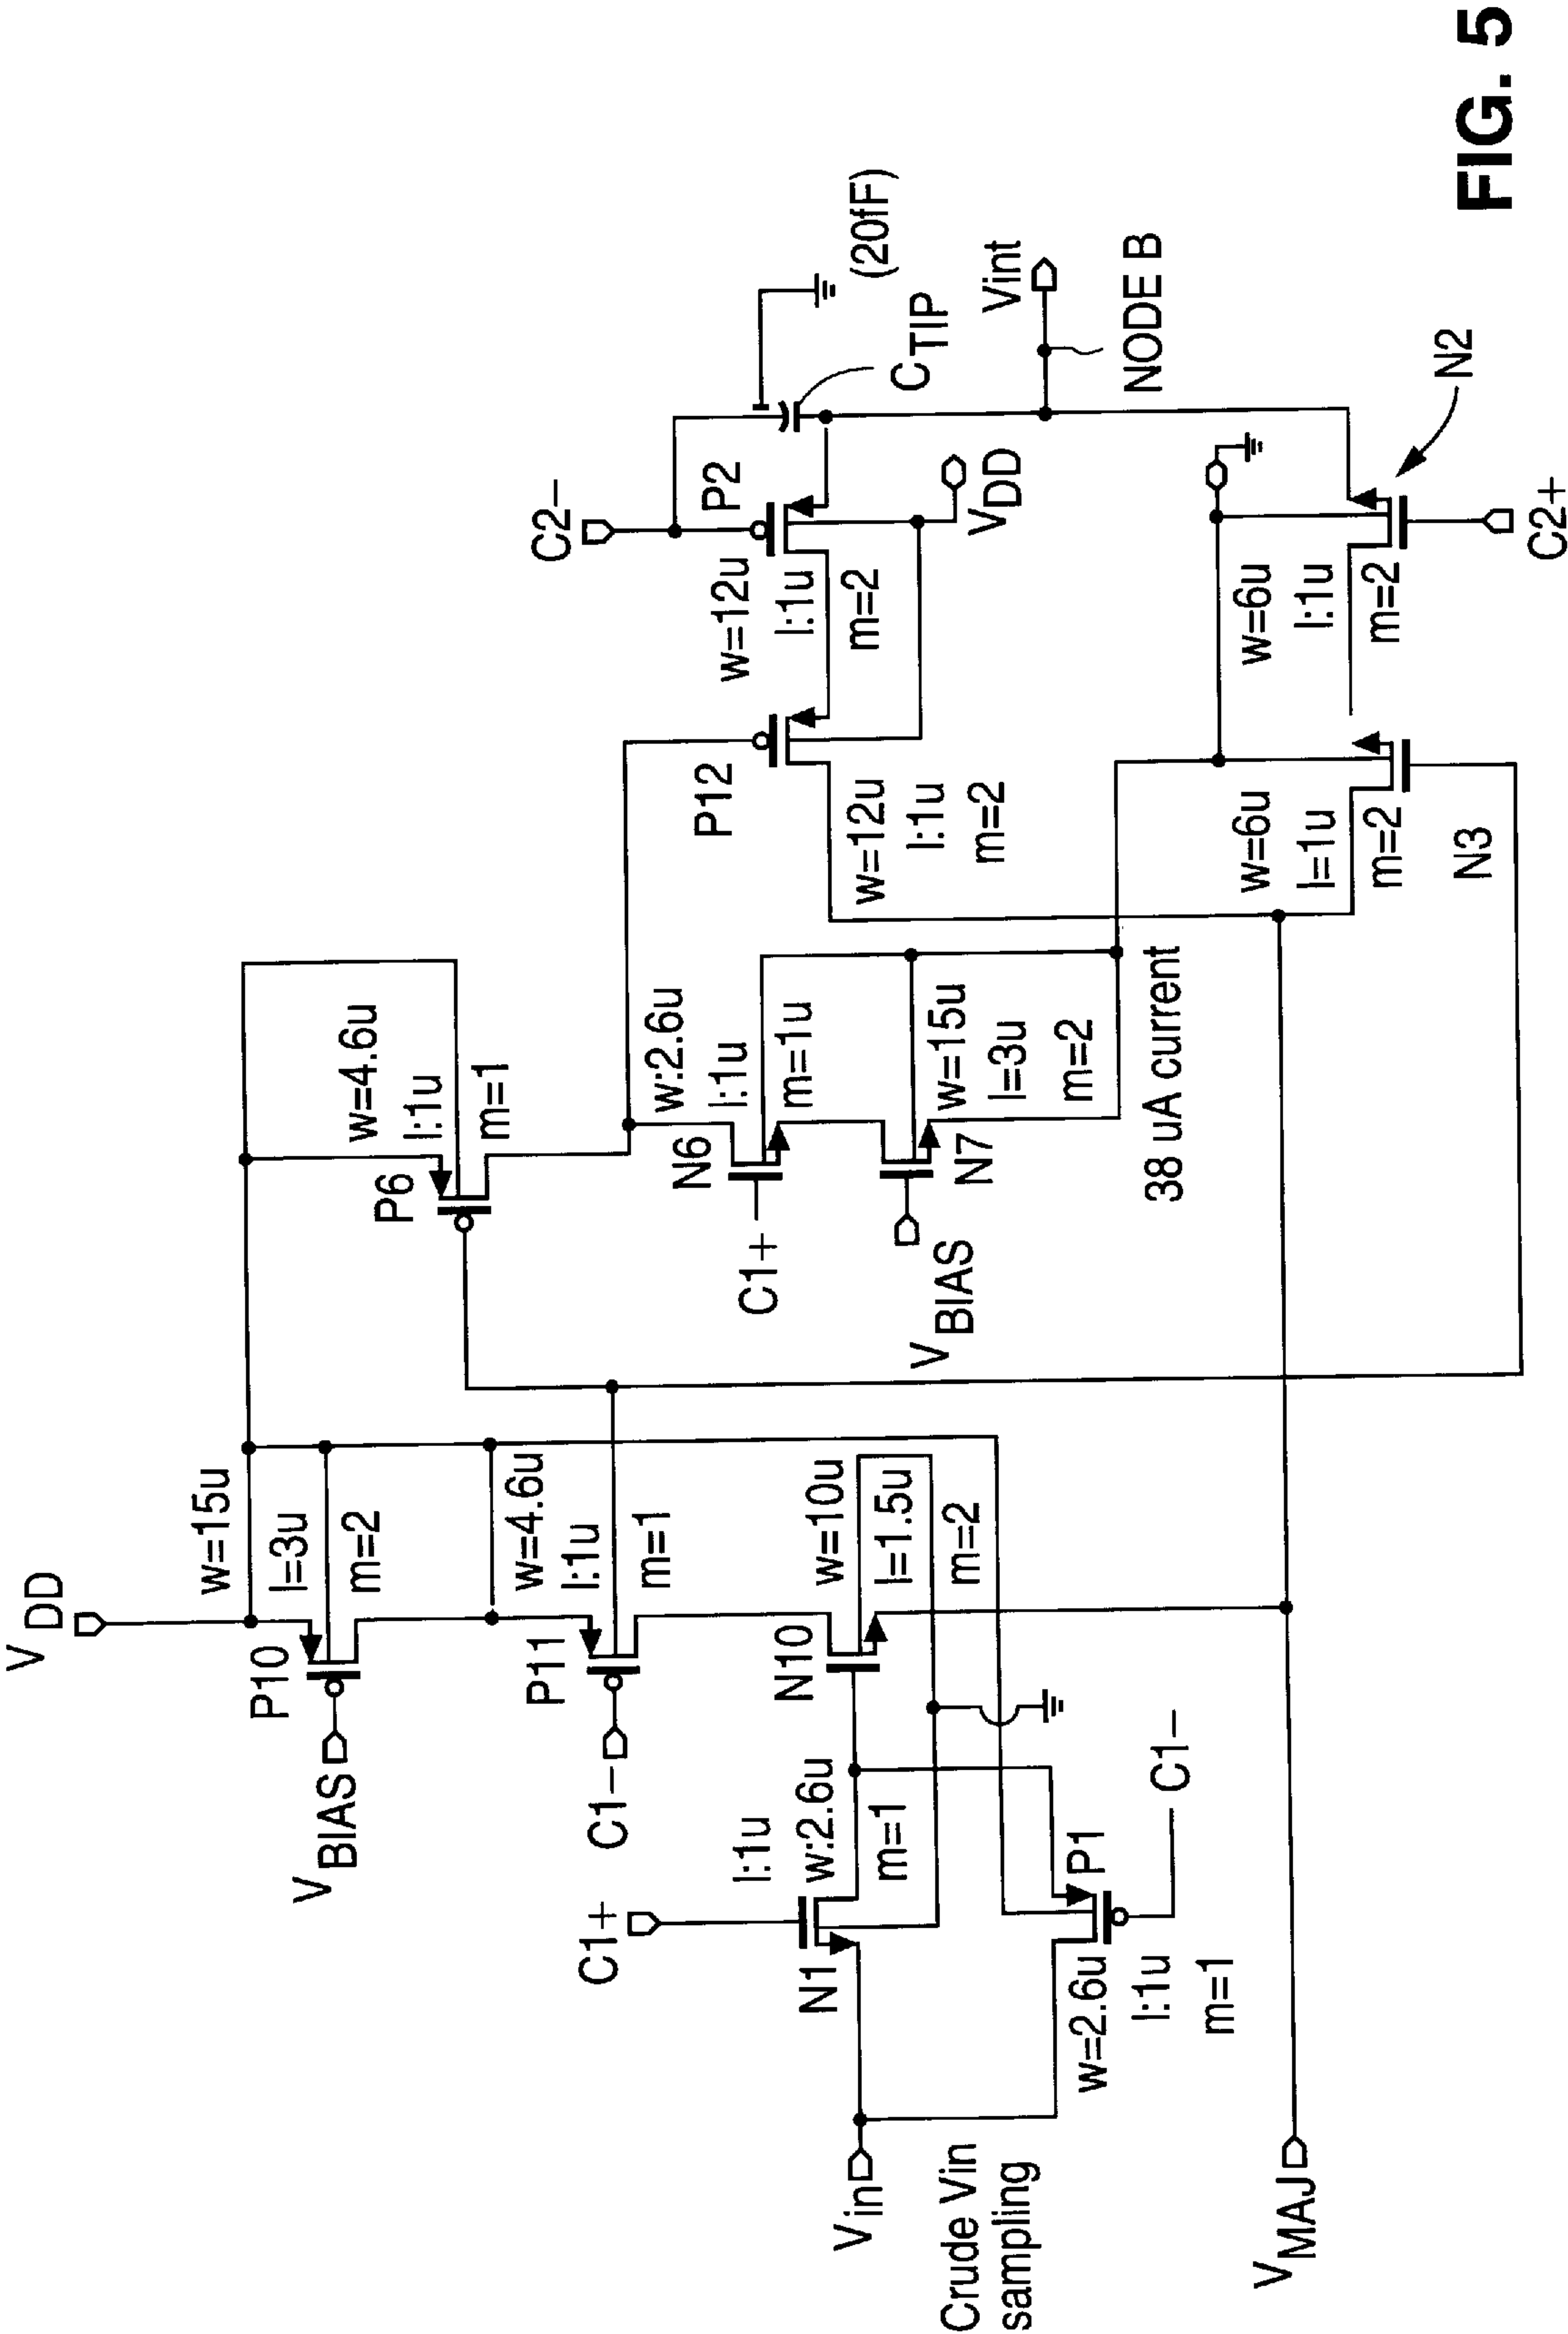 V DD
P10
w=15u
l=3u
m=2
V BIAS
P11
w=4.6u
l:1u
m=1
C1−
N10
w=10u
l=1.5u
m=2
C1+
l:1u
w:2.6u
m=1
N1
P1
w=2.6u
l:1u
m=1
C1−
Vin
Crude Vin
sampling
VMAJ
P6
w=4.6u
l:1u
m=1
N6
w:2.6u
l:1u
m=1u
C1+
N7
w=15u
l=3u
m=2
V BIAS
38 uA current
P12
w=12u
l:1u
m=2
C2−
P2
w=12u
l:1u
m=2
VDD
CTIP
(20fF)
Vint
NODE B
w=6u
l=1u
m=2
N3
w=6u
l:1u
m=2
N2
C2+
FIG. 5